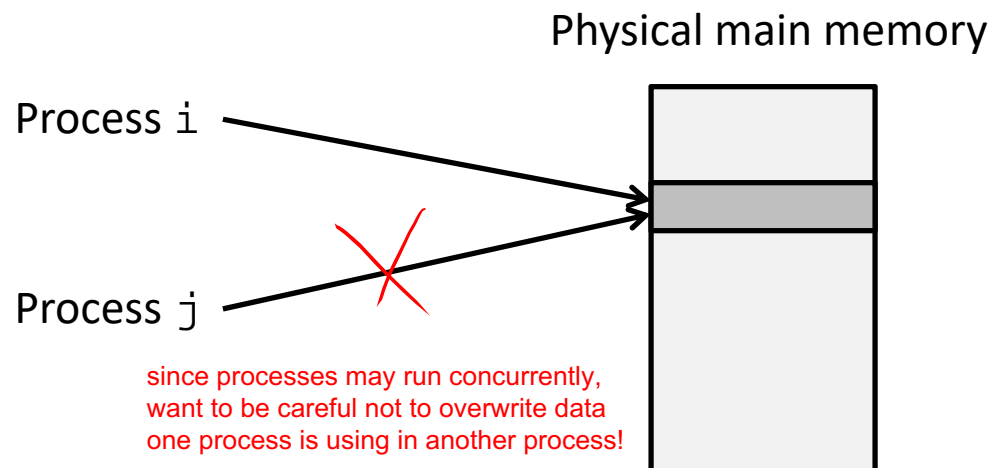 Physical main memory
Process i
Process j
since processes may run concurrently,
want to be careful not to overwrite data
one process is using in another process!